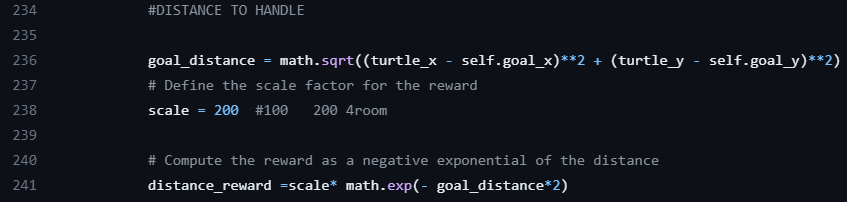 234 #DISTANCE TO HANDLE
235
236 goal_distance = math.sqrt((turtle_x - self.goal_x)**2 + (turtle_y - self.goal_y)**2)
237 # Define the scale factor for the reward
238 scale = 200  #100   200 4room
239
240 # Compute the reward as a negative exponential of the distance
241 distance_reward =scale* math.exp(- goal_distance*2)